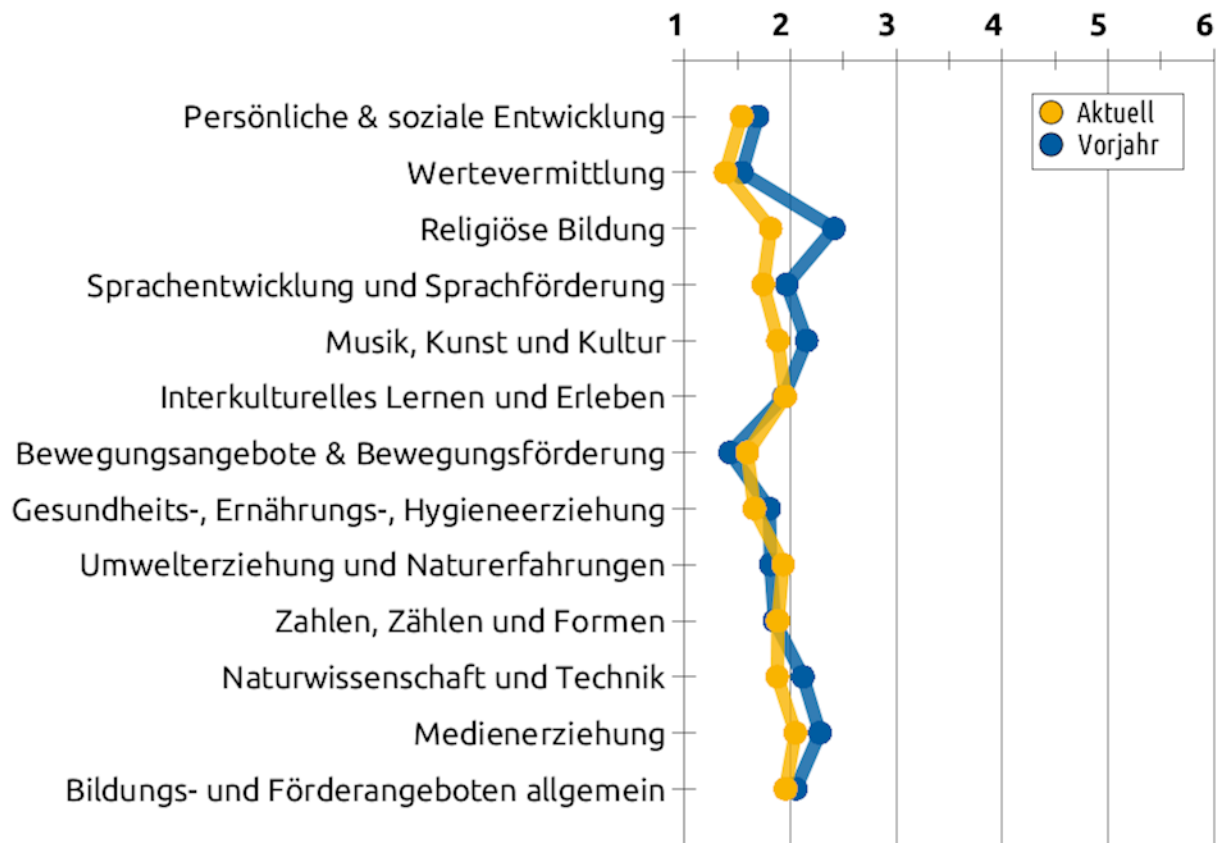 1 2 3 4 5 6
Aktuell
Vorjahr
Persönliche & soziale Entwicklung
Wertevermittlung
Religiöse Bildung
Sprachentwicklung und Sprachförderung
Musik, Kunst und Kultur
Interkulturelles Lernen und Erleben
Bewegungsangebote & Bewegungsförderung
Gesundheits-, Ernährungs-, Hygieneerziehung
Umwelterziehung und Naturerfahrungen
Zahlen, Zählen und Formen
Naturwissenschaft und Technik
Medienerziehung
Bildungs- und Förderangeboten allgemein